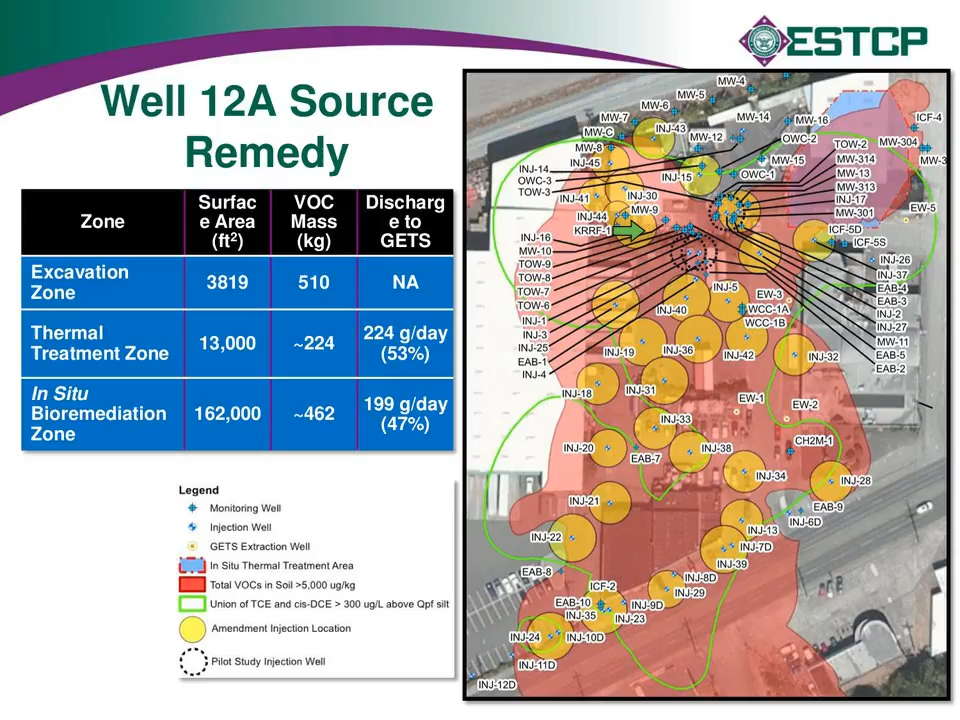 ESTCP
Well 12A Source
Remedy
Zone
Surfac
e Area
(ft²)
VOC
Mass
(kg)
Discharg
e to
GETS
Excavation
Zone
3819
510
NA
Thermal
Treatment Zone
13,000
~224
224 g/day
(53%)
In Situ
Bioremediation
Zone
162,000
~462
199 g/day
(47%)
Legend
Monitoring Well
Injection Well
GETS Extraction Well
In Situ Thermal Treatment Area
Total VOCs in Soil >5,000 ug/kg
Union of TCE and cis-DCE > 300 ug/L above Qpf silt
Amendment Injection Location
Pilot Study Injection Well
MW-4
MW-5
MW-6
MW-7
MW-C
INJ-43
MW-14
MW-16
ICF-4
MW-12
OWC-2
MW-8
TOW-2
MW-304
INJ-45
MW-15
MW-314
MW-3
INJ-14
OWC-3
TOW-3
INJ-15
OWC-1
MW-13
MW-313
INJ-41
INJ-30
INJ-17
MW-301
EW-5
INJ-44
MW-9
KRRF-1
ICF-5D
ICF-5S
INJ-16
MW-10
TOW-9
TOW-8
TOW-7
TOW-6
INJ-1
INJ-3
INJ-25
EAB-1
INJ-4
INJ-26
INJ-37
EAB-4
EAB-3
INJ-2
INJ-27
MW-11
EAB-5
EAB-2
INJ-5
EW-3
INJ-40
WCC-1A
WCC-1B
INJ-19
INJ-36
INJ-42
INJ-32
INJ-18
INJ-31
EW-1
EW-2
INJ-33
INJ-20
EAB-7
INJ-38
CH2M-1
INJ-34
INJ-28
INJ-21
EAB-9
INJ-6D
INJ-13
INJ-22
INJ-7D
INJ-39
EAB-8
INJ-8D
ICF-2
INJ-29
EAB-10
INJ-9D
INJ-35
INJ-23
INJ-24
INJ-10D
INJ-11D
INJ-12D